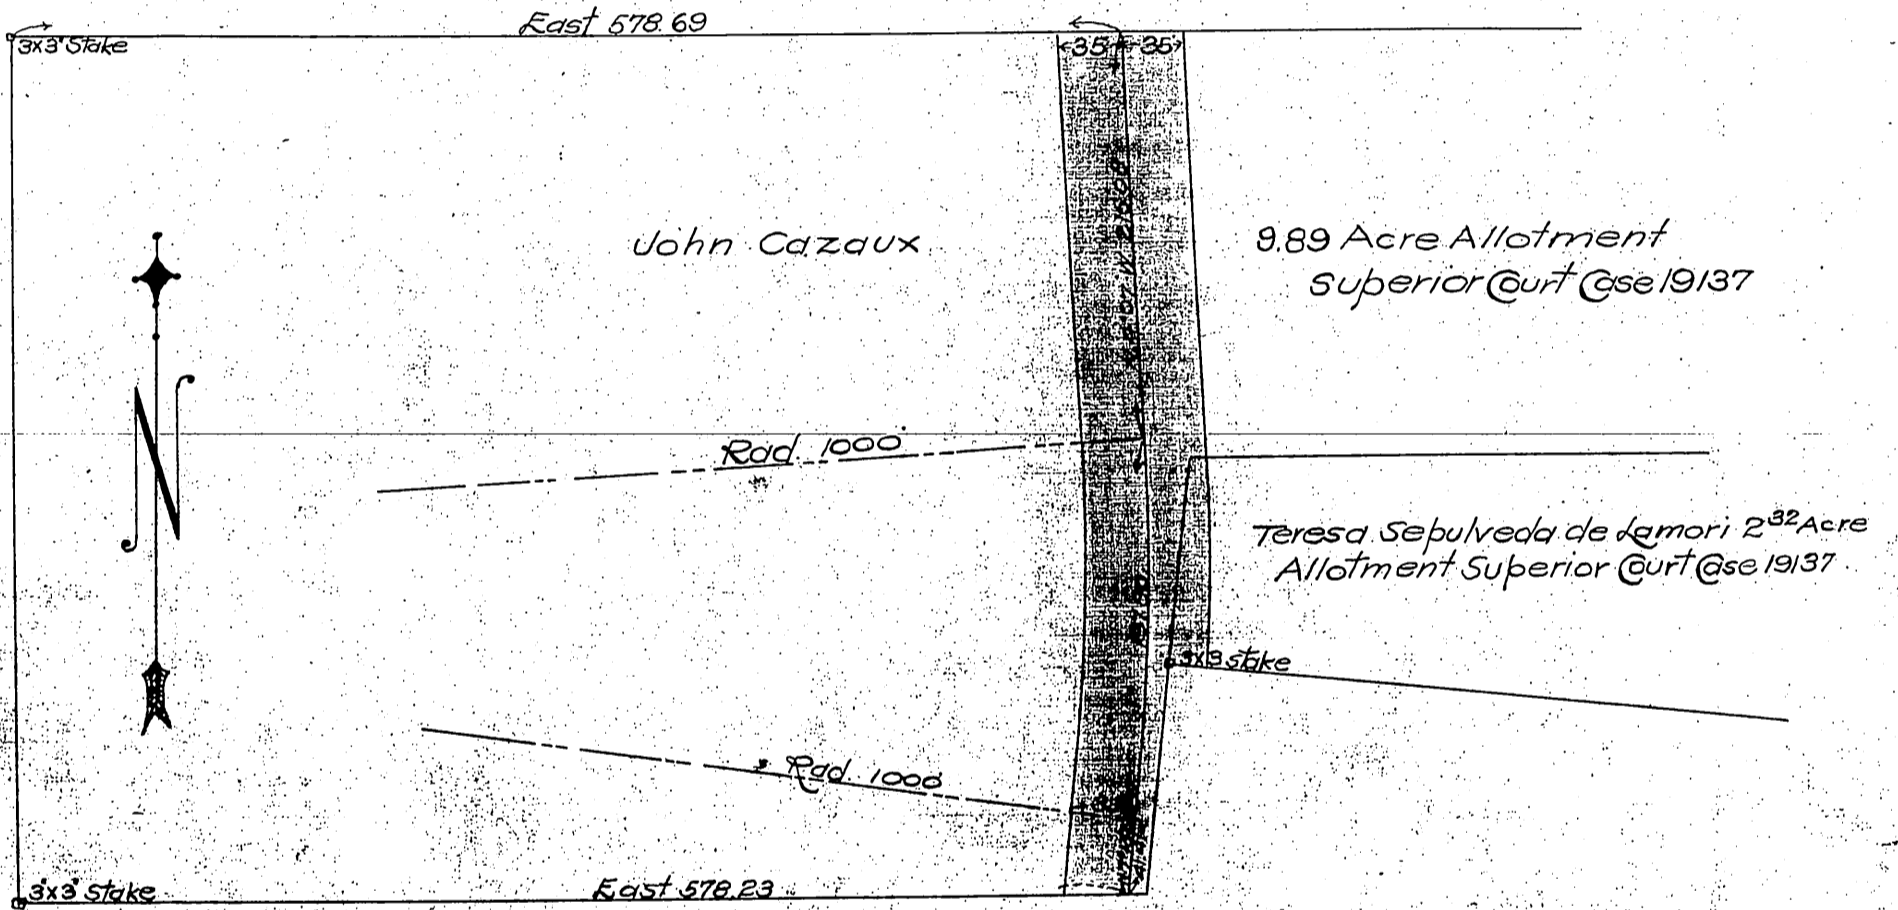 East 578.69
3x3" Stake
35 35
John Cazaux
9.89 Acre Allotment
Superior Court Case 19137
N
Rad. 1000'
Teresa Sepulveda de Lamori 2.32 Acre
Allotment Superior Court Case 19137
3x3 stake
Rad. 1000
3"x3" Stake
East 578.23